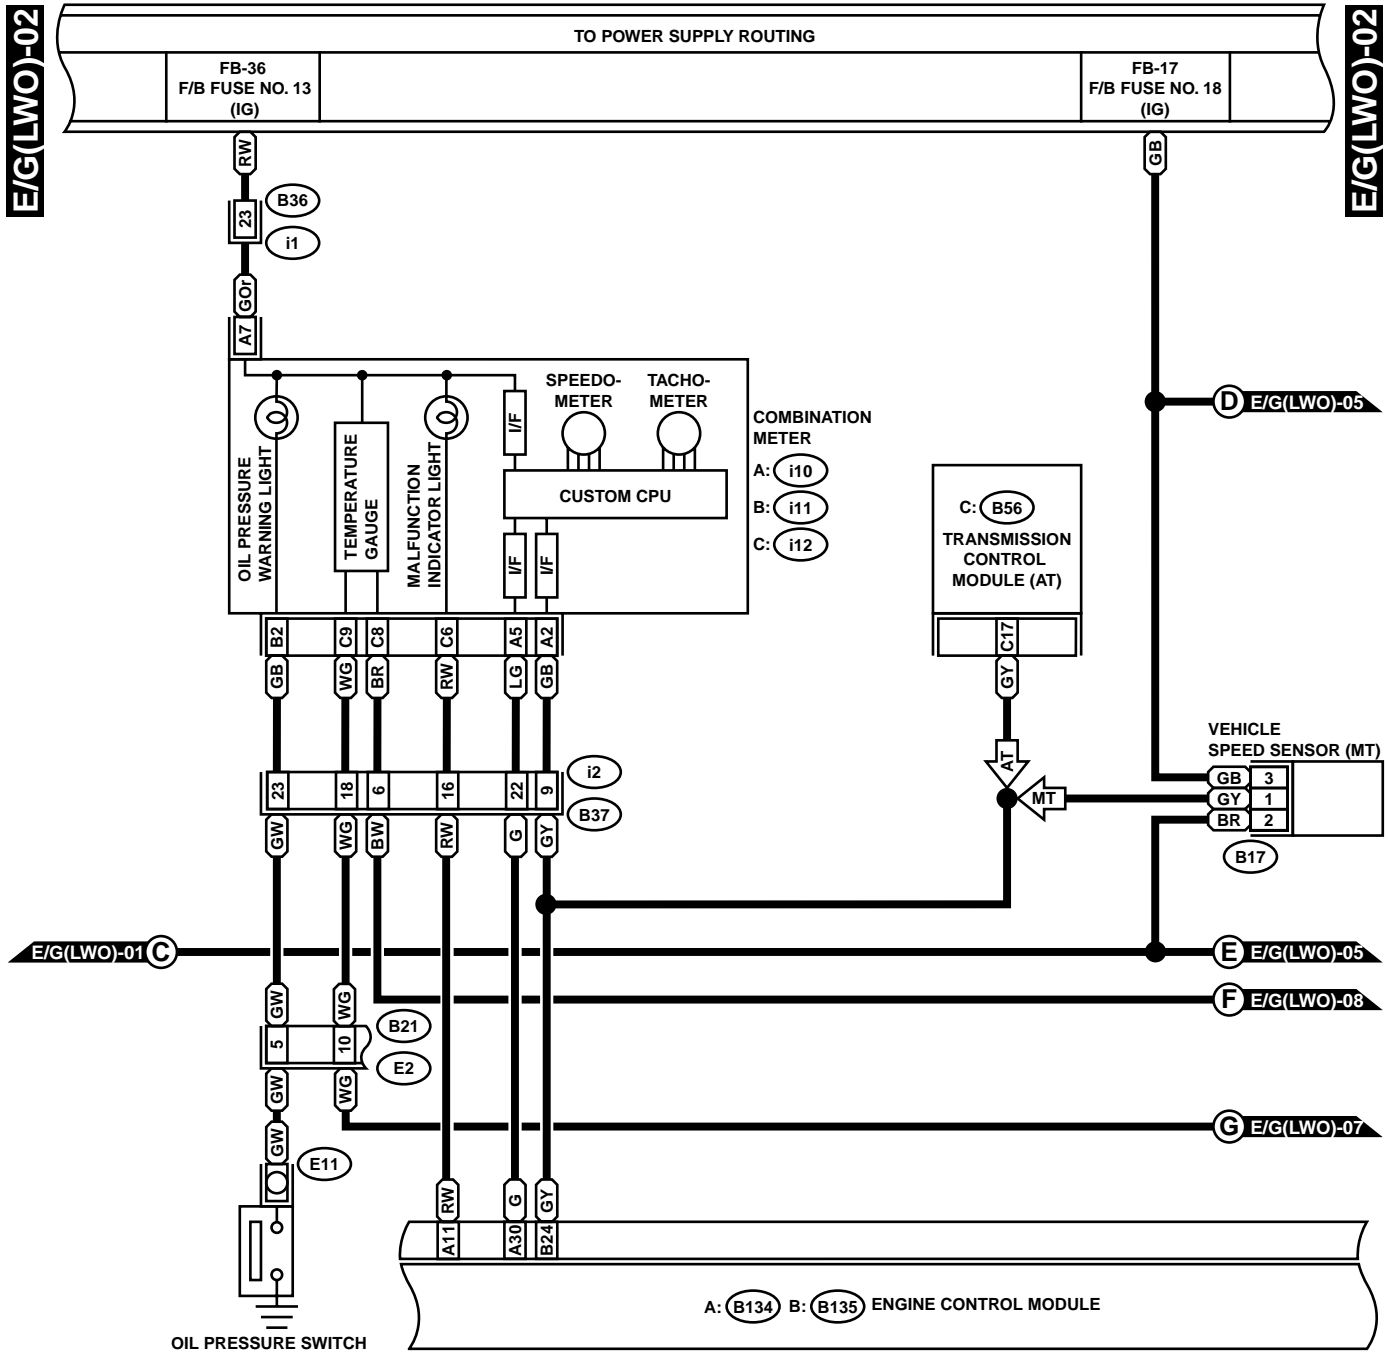 E/G(LWO)-02
E/G(LWO)-02
TO POWER SUPPLY ROUTING
FB-36
F/B FUSE NO. 13
(IG)
FB-17
F/B FUSE NO. 18
(IG)
RW
GB
23
B36
i1
GOr
A7
SPEEDO-
METER
TACHO-
METER
I/F
CUSTOM CPU
I/F
I/F
OIL PRESSURE
WARNING LIGHT
TEMPERATURE
GAUGE
MALFUNCTION
INDICATOR LIGHT
COMBINATION
METER
A: i10
B: i11
C: i12
D E/G(LWO)-05
C: B56
TRANSMISSION
CONTROL
MODULE (AT)
C17
GY
B2 C9 C8 C6 A5 A2
GB WG BR RW LG GB
AT
MT
VEHICLE
SPEED SENSOR (MT)
GB 3
GY 1
BR 2
B17
23 18 6 16 22 9
i2
B37
GW WG BW RW G GY
E/G(LWO)-01 C
E E/G(LWO)-05
F E/G(LWO)-08
GW WG
5 10
B21
E2
GW WG
G E/G(LWO)-07
GW
E11
RW G GY
A11 A30 B24
A: B134 B: B135 ENGINE CONTROL MODULE
OIL PRESSURE SWITCH